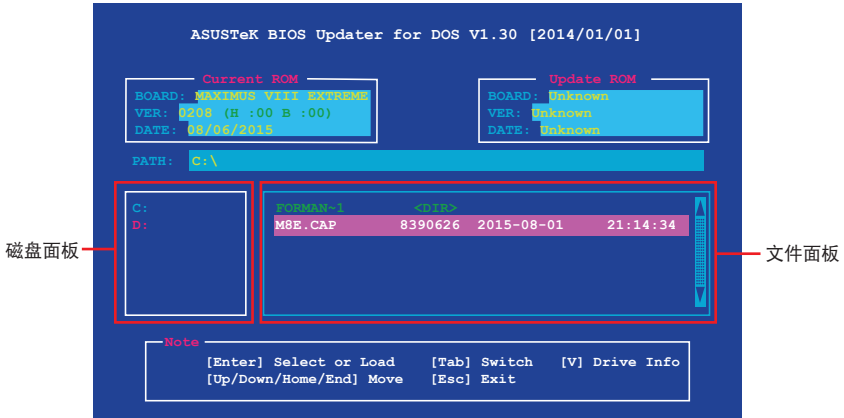 ASUSTeK BIOS Updater for DOS V1.30 [2014/01/01]
Current ROM
BOARD: MAXIMUS VIII EXTREME
VER: 0208 (H :00 B :00)
DATE: 08/06/2015
Update ROM
BOARD: Unknown
VER: Unknown
DATE: Unknown
PATH: C:\
C:
D:
FORMAN~1 <DIR>
M8E.CAP 8390626 2015-08-01 21:14:34
磁盘面板
文件面板
Note
[Enter] Select or Load [Tab] Switch [V] Drive Info
[Up/Down/Home/End] Move [Esc] Exit